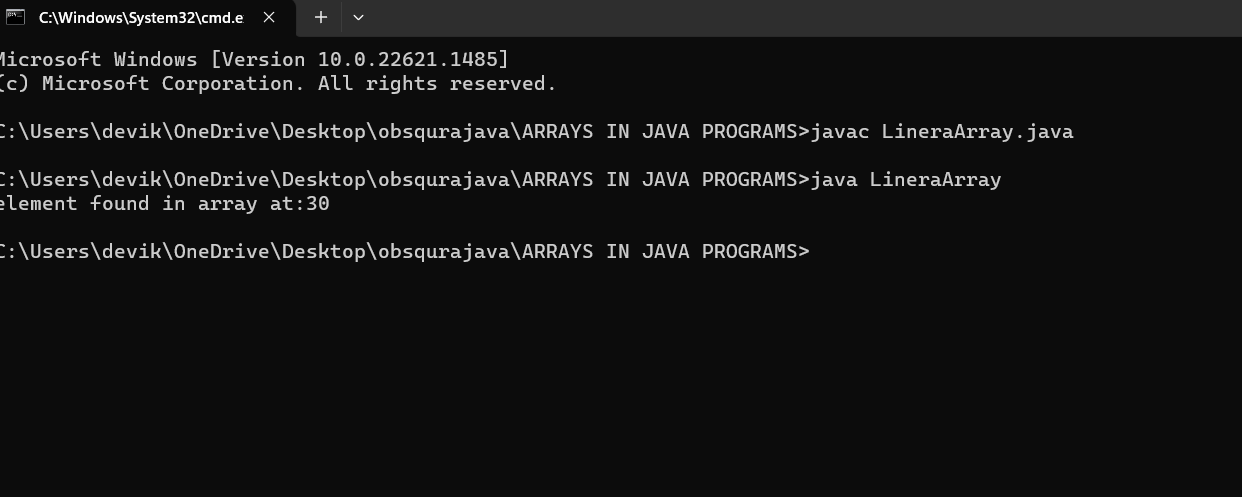 C:\Windows\System32\cmd.e
Microsoft Windows [Version 10.0.22621.1485]
(c) Microsoft Corporation. All rights reserved.
C:\Users\devik\OneDrive\Desktop\obsqurajava\ARRAYS IN JAVA PROGRAMS>javac LineraArray.java
C:\Users\devik\OneDrive\Desktop\obsqurajava\ARRAYS IN JAVA PROGRAMS>java LineraArray
element found in array at:30
C:\Users\devik\OneDrive\Desktop\obsqurajava\ARRAYS IN JAVA PROGRAMS>